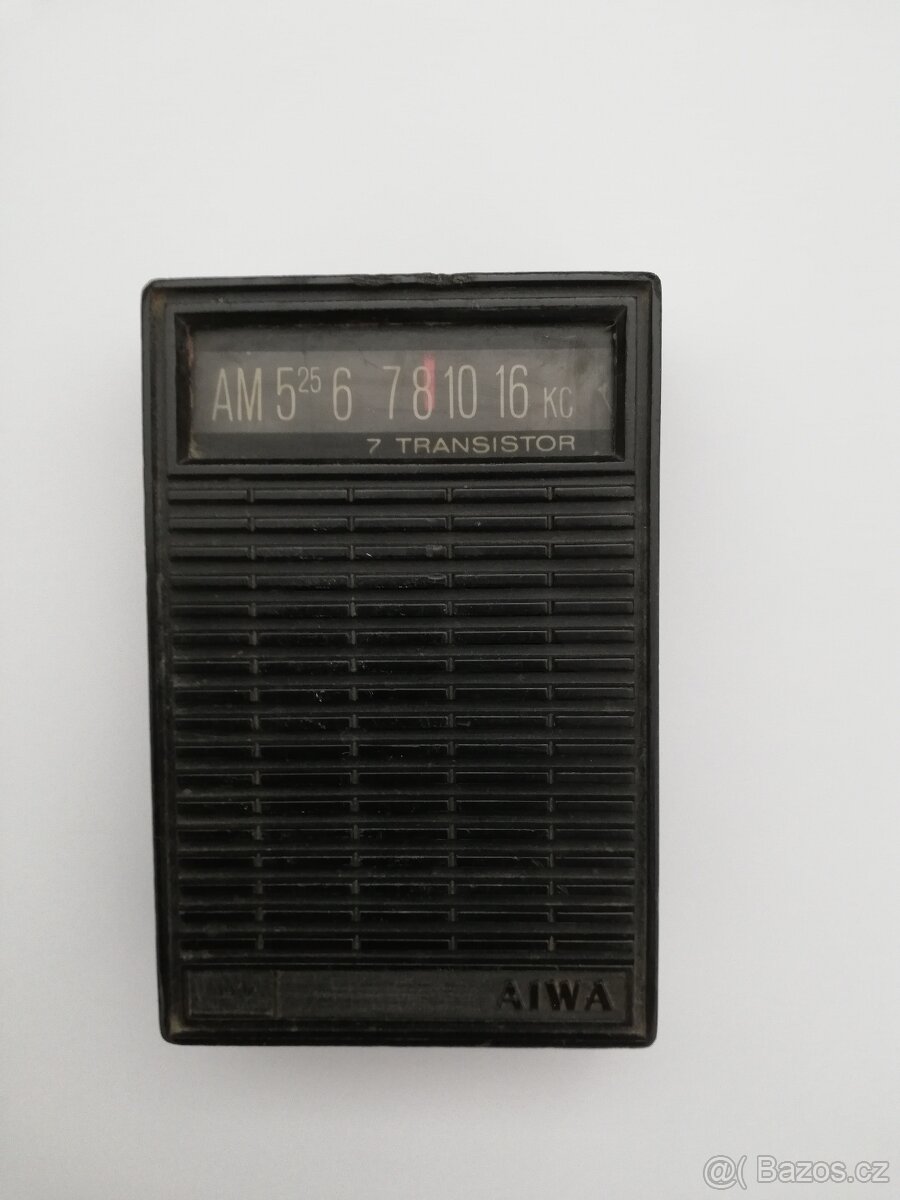 AM 5²⁵ 6 7 8 10 16 KC
7 TRANSISTOR
AIWA
@( Bazos.cz